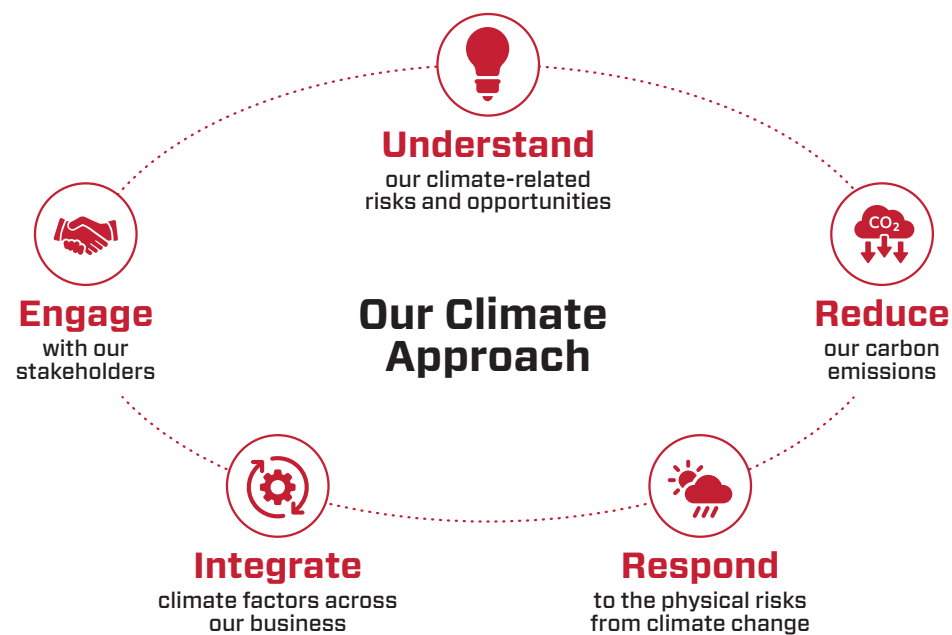 Understand
our climate-related
risks and opportunities
CO₂
Reduce
our carbon
emissions
Engage
with our
stakeholders
Our Climate
Approach
Integrate
climate factors across
our business
Respond
to the physical risks
from climate change